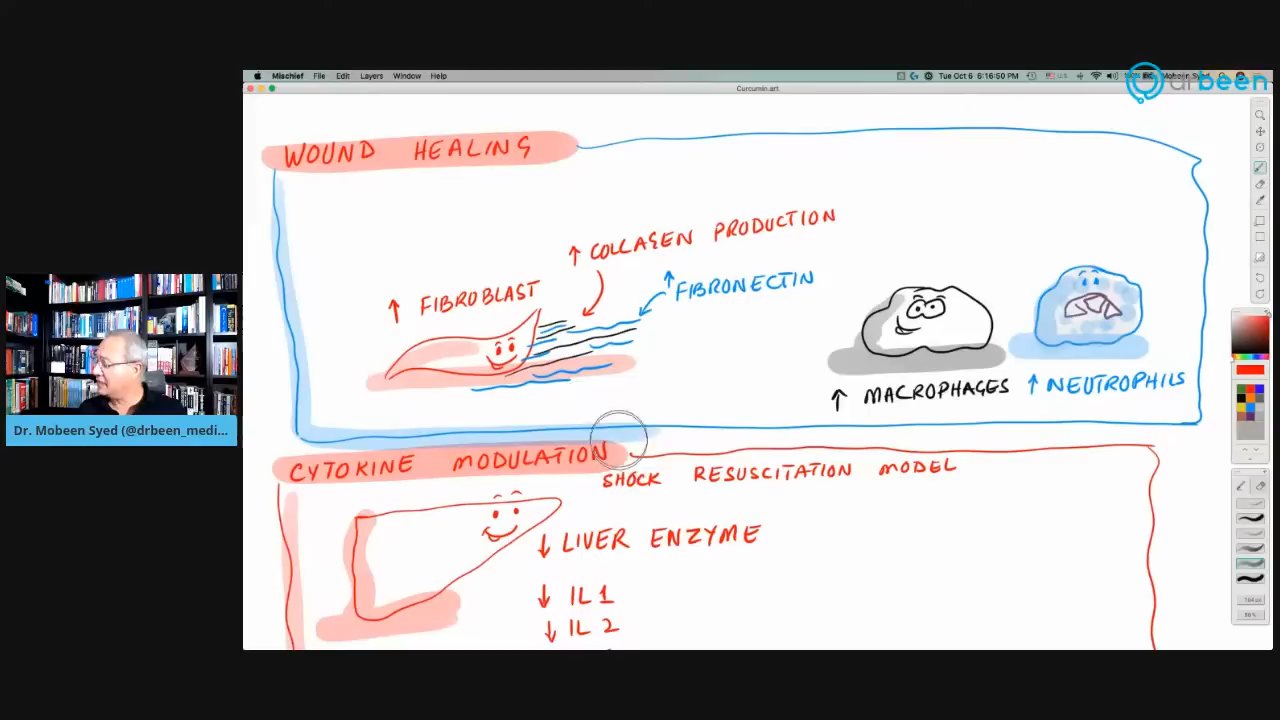 Mischief File Edit Layers Window Help
Tue Oct 6 6:16:50 PM
Mobeen Syed
drbeen
Curcumin.art
WOUND HEALING
↑ COLLAGEN PRODUCTION
↑ FIBRONECTIN
↑ FIBROBLAST
↑ MACROPHAGES
↑ NEUTROPHILS
Dr. Mobeen Syed (@drbeen_medi...
CYTOKINE MODULATION
SHOCK RESUSCITATION MODEL
↓ LIVER ENZYME
↓ IL 1
↓ IL 2